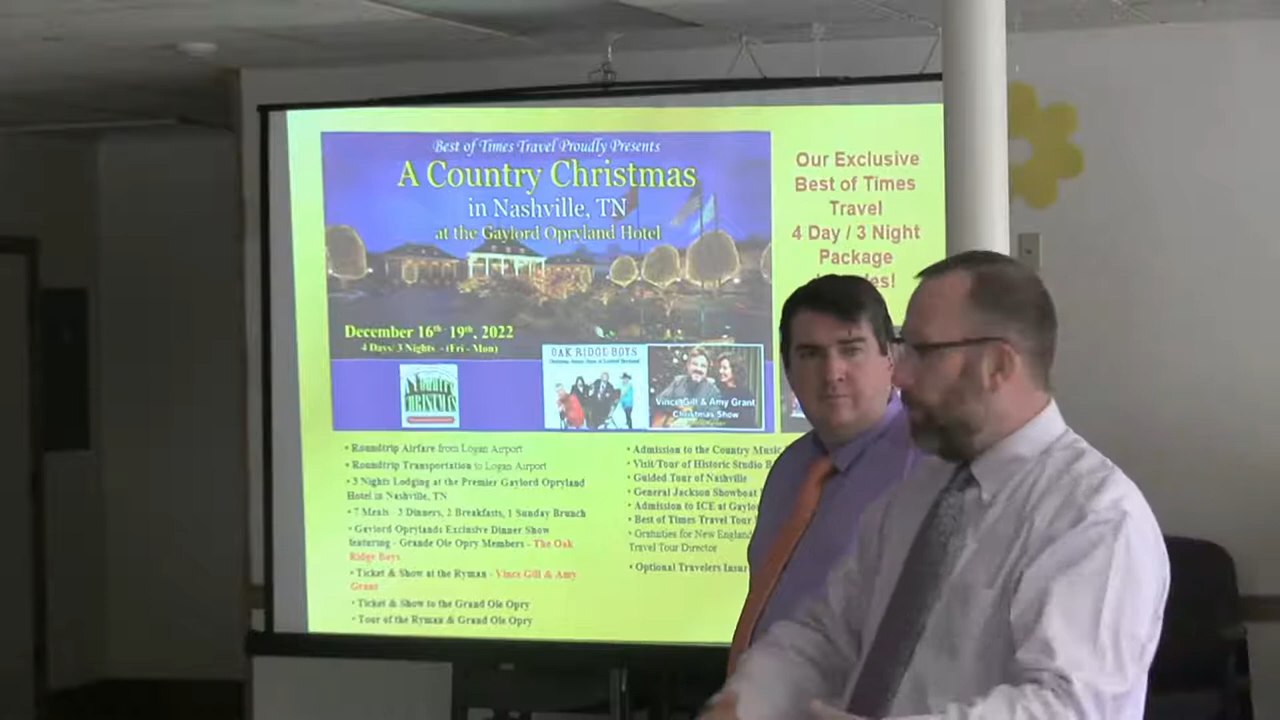 Best of Times Travel Proudly Presents
A Country Christmas
in Nashville, TN
at the Gaylord Opryland Hotel
December 16th 19th, 2022
4 Days/3 Nights - (Fri - Mon)
A Country Christmas
OAK RIDGE BOYS
Vince Gill & Amy Grant
Christmas Show
Our Exclusive
Best of Times
Travel
4 Day / 3 Night
Package
es!
• Roundtrip Airfare from Logan Airport
• Roundtrip Transportation to Logan Airport
• 3 Nights Lodging at the Premier Gaylord Opryland
Hotel in Nashville, TN
• 7 Meals - 3 Dinners, 2 Breakfasts, 1 Sunday Brunch
• Gaylord Oprylands Exclusive Dinner Show
featuring - Grande Ole Opry Members - The Oak
Ridge Boys
• Ticket & Show at the Ryman - Vince Gill & Amy
Grant
• Ticket & Show to the Grand Ole Opry
• Tour of the Ryman & Grand Ole Opry
• Admission to the Country Music
• Visit/Tour of Historic Studio B
• Guided Tour of Nashville
• General Jackson Showboat
• Admission to ICE at Gaylo
• Best of Times Travel Tour
• Gratuities for New England
Travel Tour Director
• Optional Travelers Insur